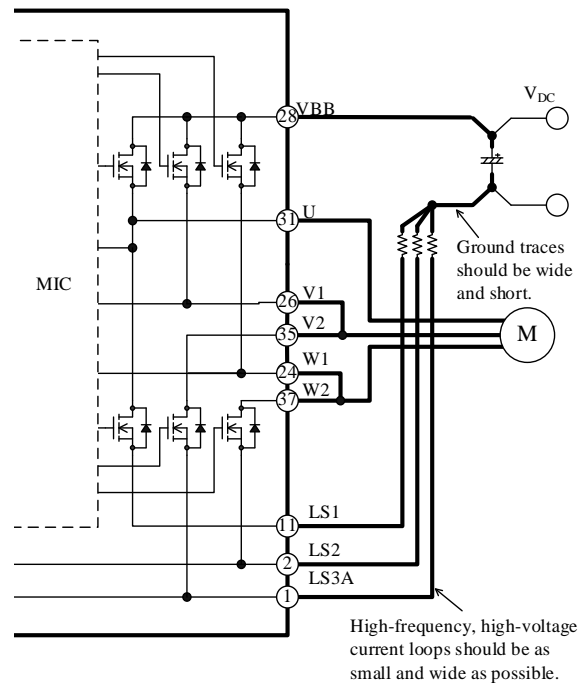 VBB
28
V_DC
U
31
Ground traces
should be wide
and short.
MIC
V1
26
V2
35
M
W1
24
W2
37
LS1
11
LS2
2
LS3A
1
High-frequency, high-voltage
current loops should be as
small and wide as possible.